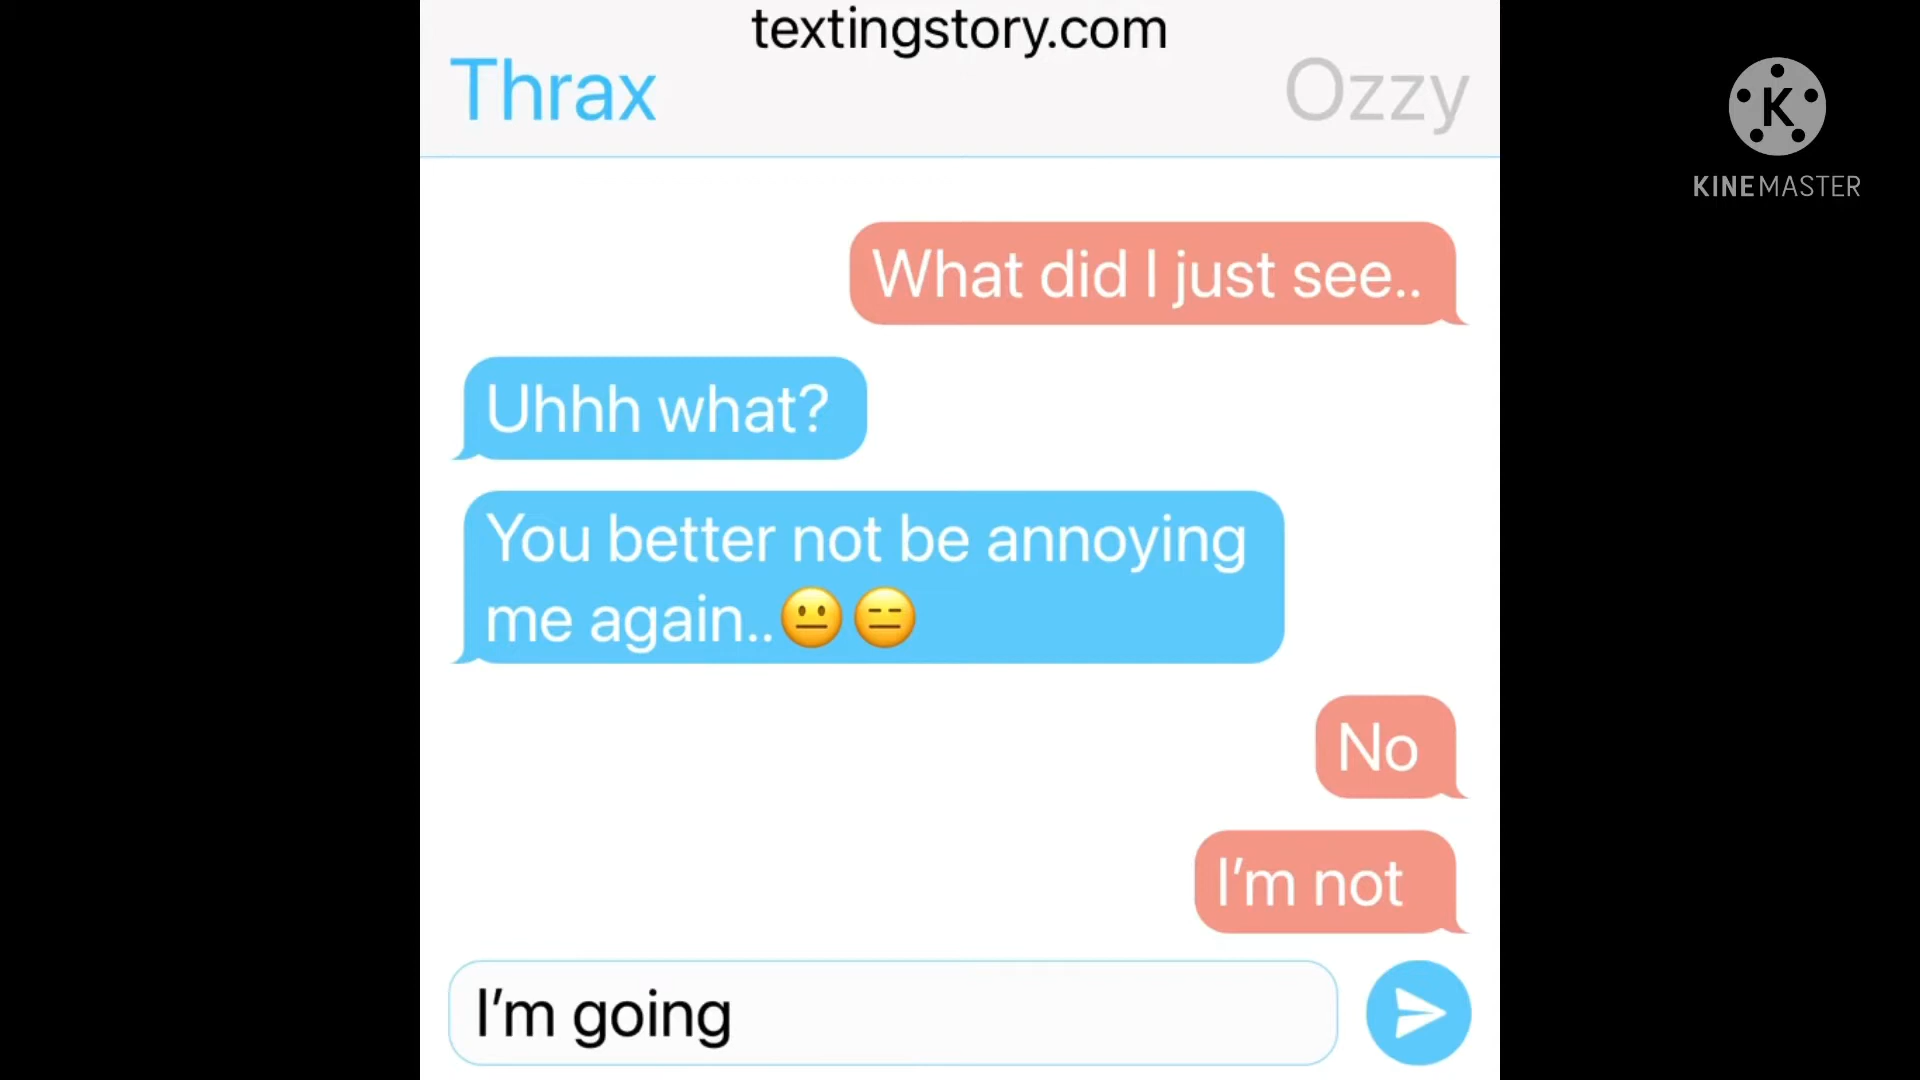 textingstory.com
Thrax
Ozzy
What did I just see..
Uhhh what?
You better not be annoying
me again..😐😑
No
I’m not
I’m going
K
KINEMASTER